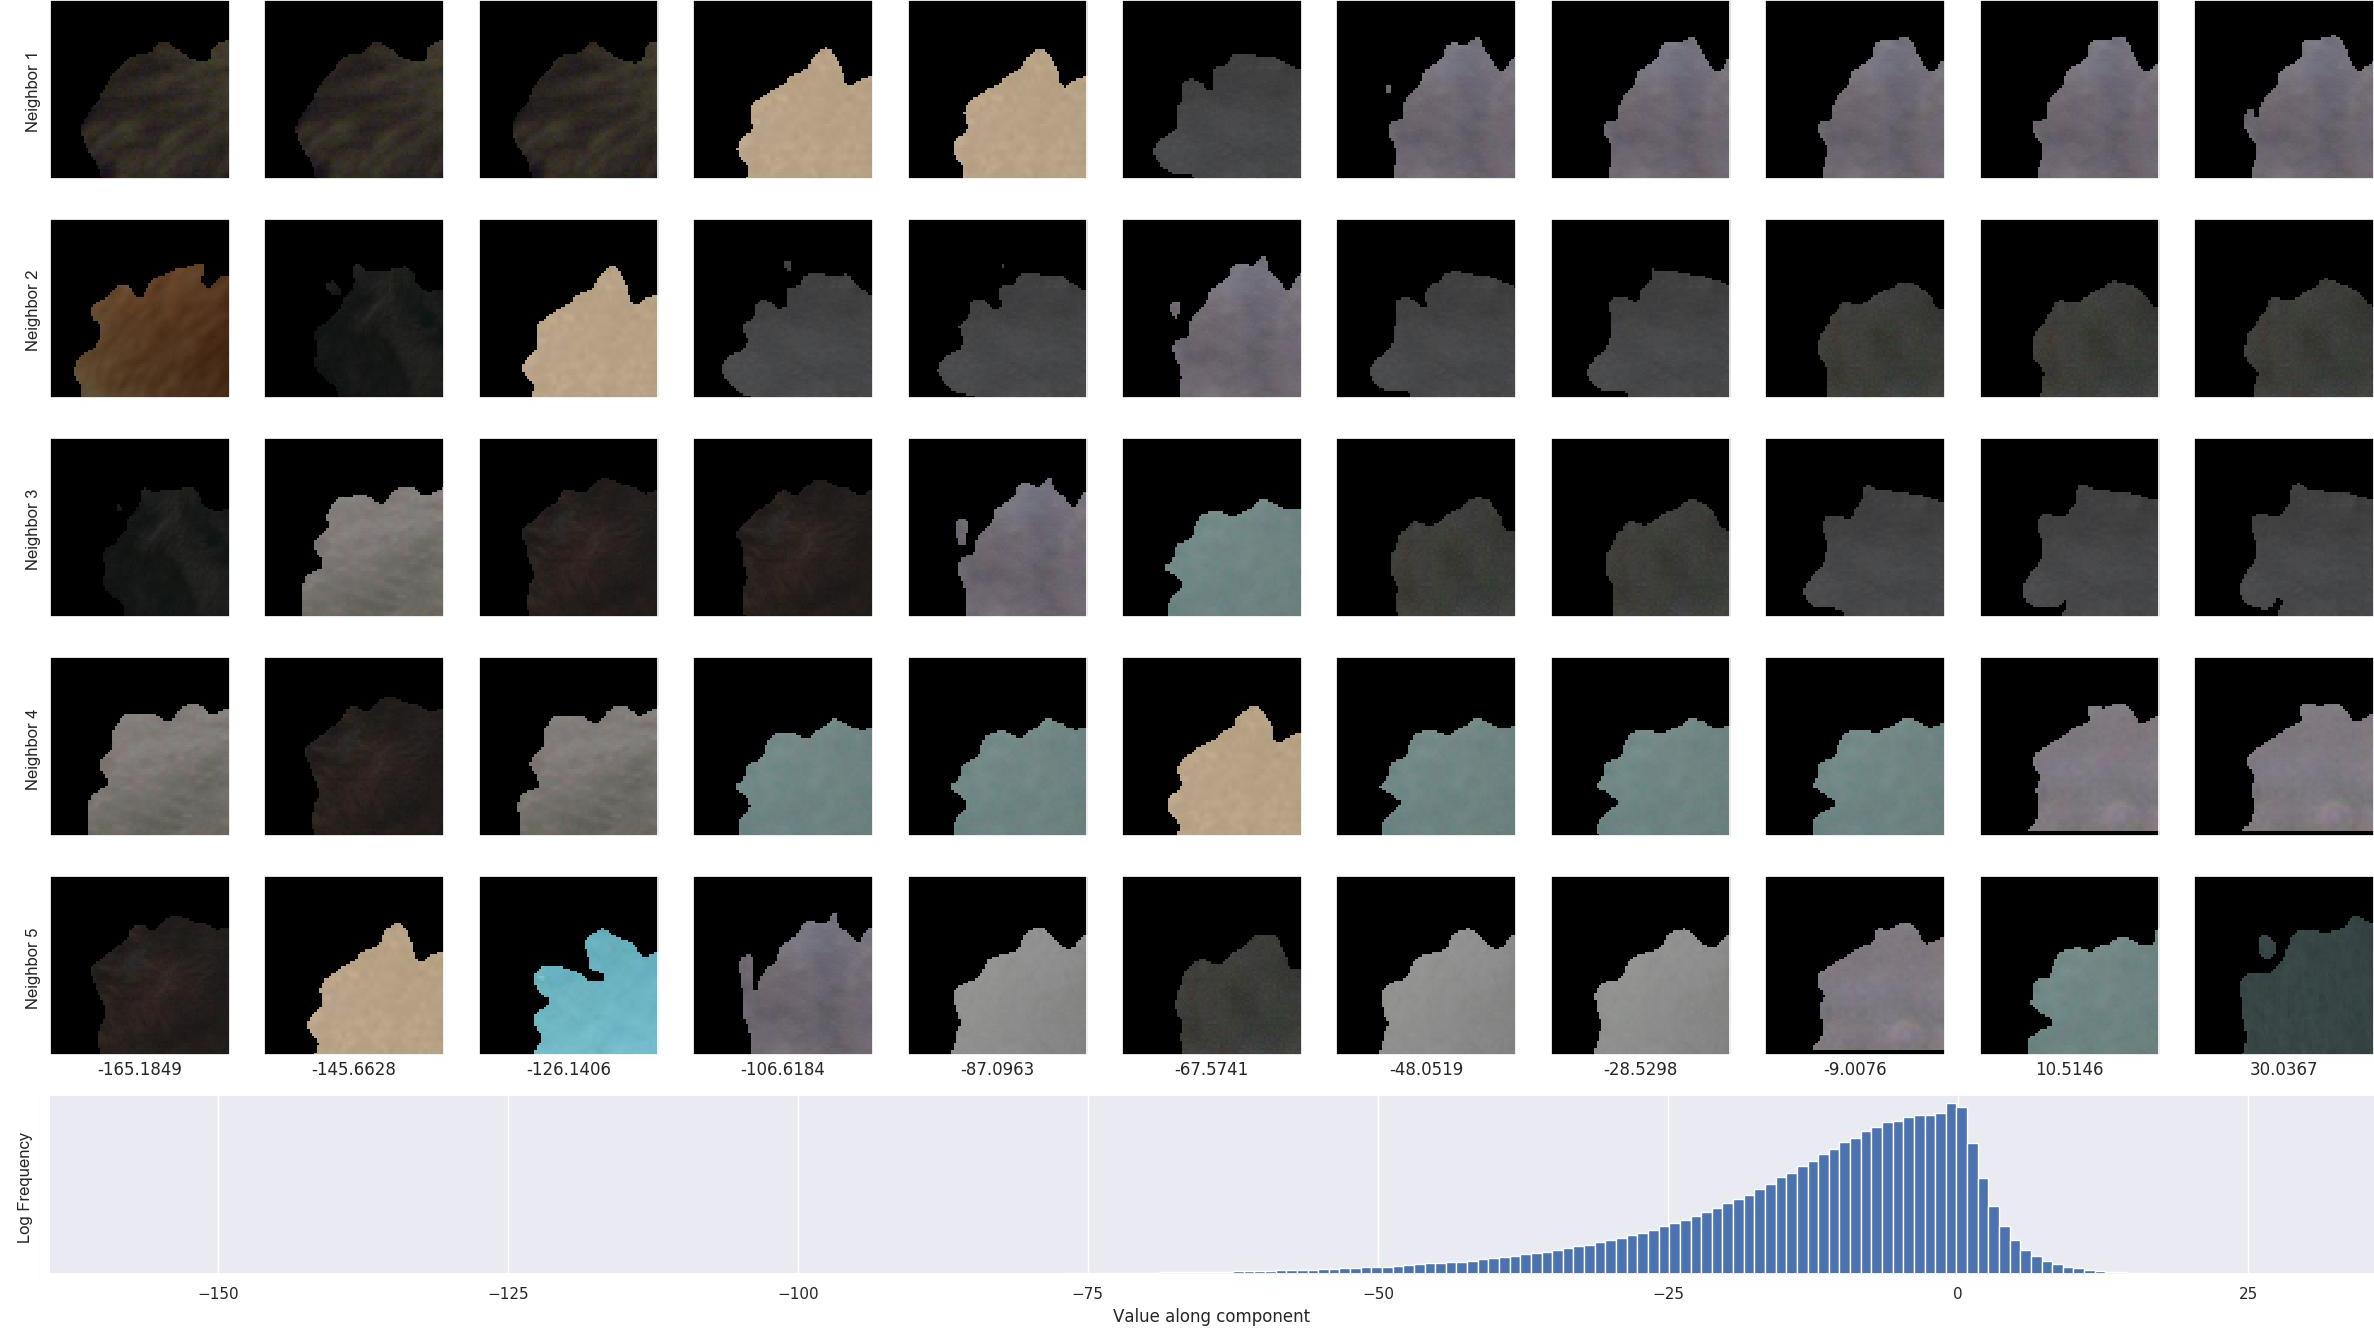 Neighbor 1
Neighbor 2
Neighbor 3
Neighbor 4
Neighbor 5
-165.1849 -145.6628 -126.1406 -106.6184 -87.0963 -67.5741 -48.0519 -28.5298 -9.0076 10.5146 30.0367
Log Frequency
−150 −125 −100 −75 −50 −25 0 25
Value along component